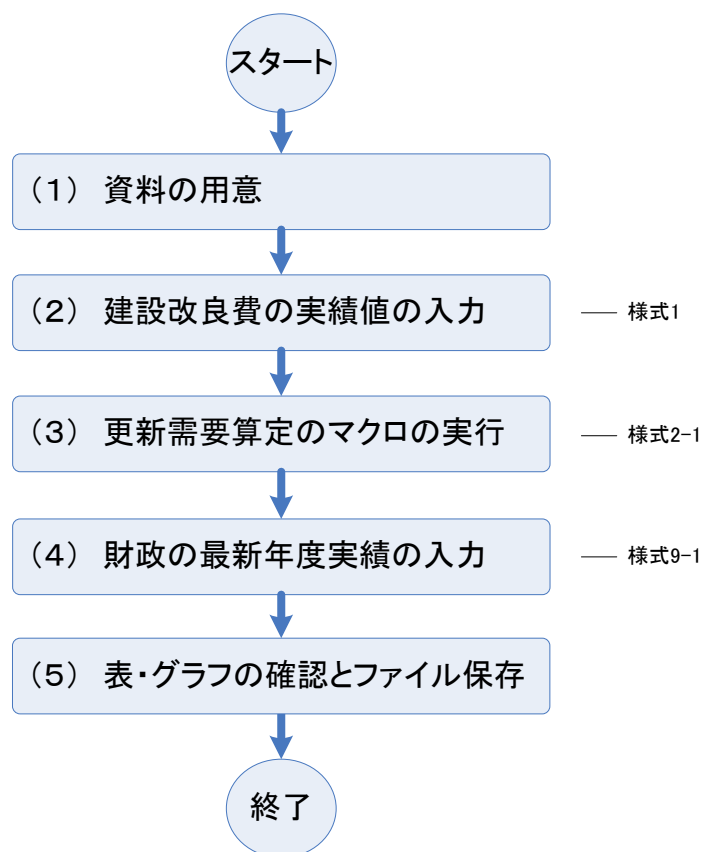 スタート
（１） 資料の用意
（２） 建設改良費の実績値の入力
様式1
（３） 更新需要算定のマクロの実行
様式2-1
（４） 財政の最新年度実績の入力
様式9-1
（５） 表・グラフの確認とファイル保存
終了